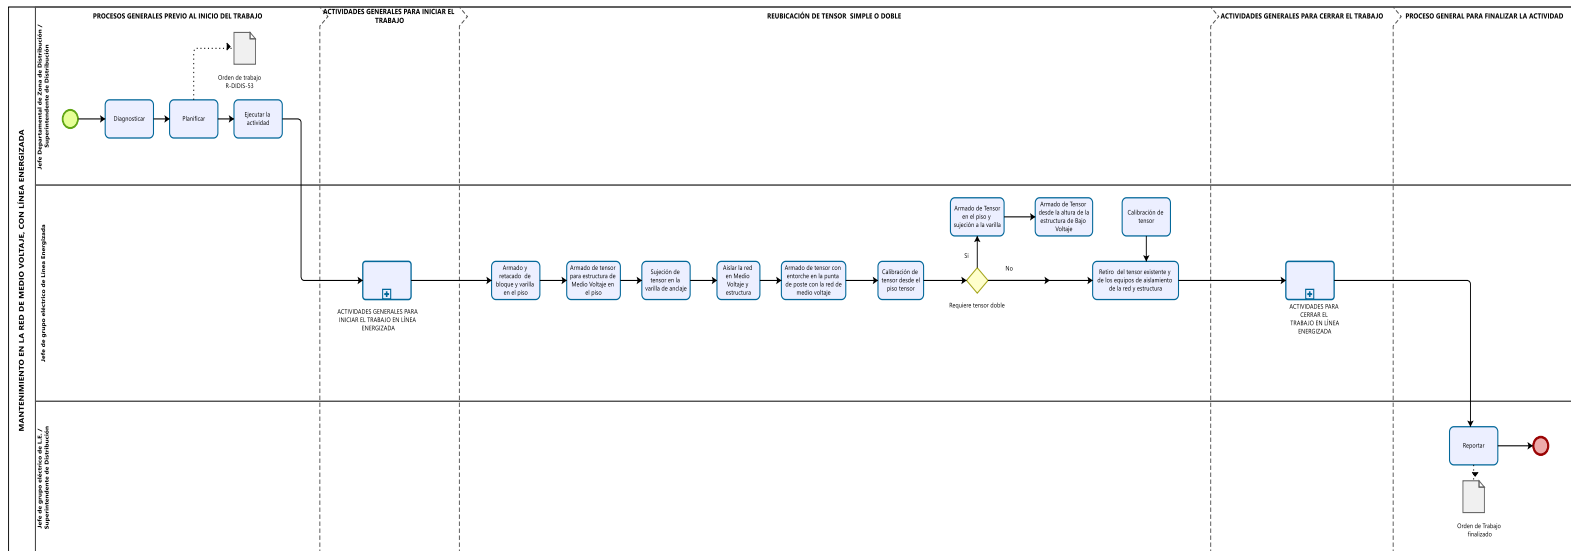 MANTENIMIENTO EN LA RED DE MEDIO VOLTAJE, CON LÍNEA ENERGIZADA
PROCESOS GENERALES PREVIO AL INICIO DEL TRABAJO
ACTIVIDADES GENERALES PARA INICIAR EL
TRABAJO
REUBICACIÓN DE TENSOR SIMPLE O DOBLE
ACTIVIDADES GENERALES PARA CERRAR EL TRABAJO
PROCESO GENERAL PARA FINALIZAR LA ACTIVIDAD
Jefe Departamental de Zona de Distribución /
Superintendente de Distribución
Orden de trabajo
R-DIDIS-53
Diagnosticar
Planificar
Ejecutar la
actividad
Jefe de grupo eléctrico de Línea Energizada
ACTIVIDADES GENERALES PARA
INICIAR EL TRABAJO EN LÍNEA
ENERGIZADA
Armado y
retacado de
bloque y varilla
en el piso
Armado de tensor
para estructura de
Medio Voltaje en
el piso
Sujeción de
tensor en la
varilla de anclaje
Aislar la red
en Medio
Voltaje y
estructura
Armado de tensor con
entorche en la punta
de poste con la red de
medio voltaje
Calibración de
tensor desde el
piso tensor
Requiere tensor doble
Si
No
Armado de Tensor
en el piso y
sujeción a la varilla
Armado de Tensor
desde la altura de la
estructura de Bajo
Voltaje
Calibración de
tensor
Retiro del tensor existente y
de los equipos de aislamiento
de la red y estructura
ACTIVIDADES PARA
CERRAR EL
TRABAJO EN LÍNEA
ENERGIZADA
Jefe de grupo eléctrico de L.E. /
Superintendente de Distribución
Reportar
Orden de Trabajo
finalizado